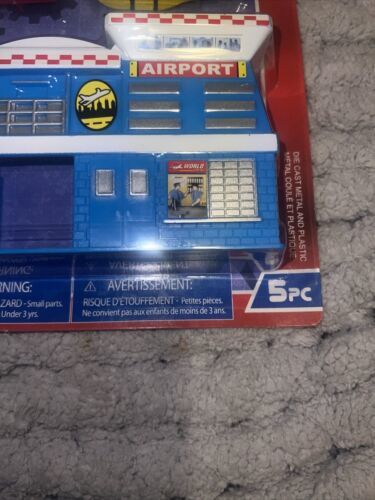 AIRPORT
WORLD
DIE CAST METAL AND PLASTIC
METAL COULÉ ET PLASTIQUE
WARNING:
HAZARD - Small parts.
Under 3 yrs.
AVERTISSEMENT:
RISQUE D'ÉTOUFFEMENT - Petites pièces.
Ne convient pas aux enfants de moins de 3 ans.
5PC